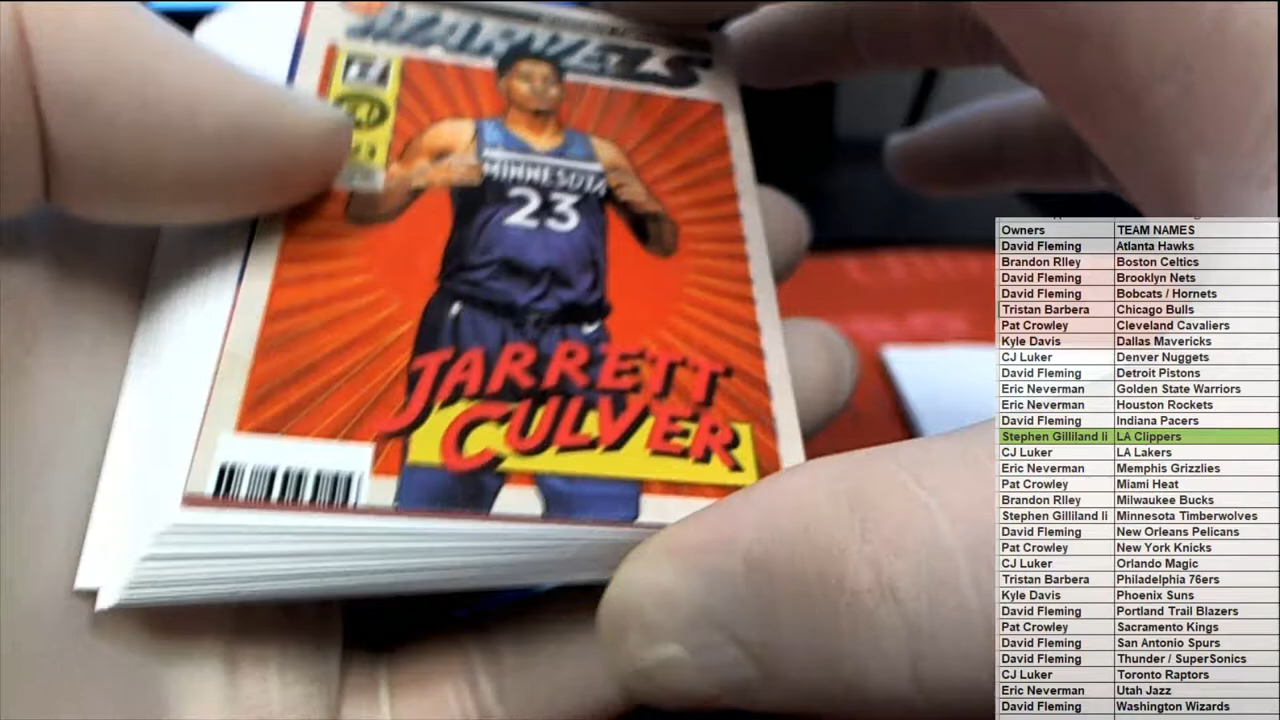 MARVELS
MINNESOTA
23
JARRETT
CULVER
Owners TEAM NAMES
David Fleming Atlanta Hawks
Brandon RIley Boston Celtics
David Fleming Brooklyn Nets
David Fleming Bobcats / Hornets
Tristan Barbera Chicago Bulls
Pat Crowley Cleveland Cavaliers
Kyle Davis Dallas Mavericks
CJ Luker Denver Nuggets
David Fleming Detroit Pistons
Eric Neverman Golden State Warriors
Eric Neverman Houston Rockets
David Fleming Indiana Pacers
Stephen Gilliland Ii LA Clippers
CJ Luker LA Lakers
Eric Neverman Memphis Grizzlies
Pat Crowley Miami Heat
Brandon RIley Milwaukee Bucks
Stephen Gilliland Ii Minnesota Timberwolves
David Fleming New Orleans Pelicans
Pat Crowley New York Knicks
CJ Luker Orlando Magic
Tristan Barbera Philadelphia 76ers
Kyle Davis Phoenix Suns
David Fleming Portland Trail Blazers
Pat Crowley Sacramento Kings
David Fleming San Antonio Spurs
David Fleming Thunder / SuperSonics
CJ Luker Toronto Raptors
Eric Neverman Utah Jazz
David Fleming Washington Wizards